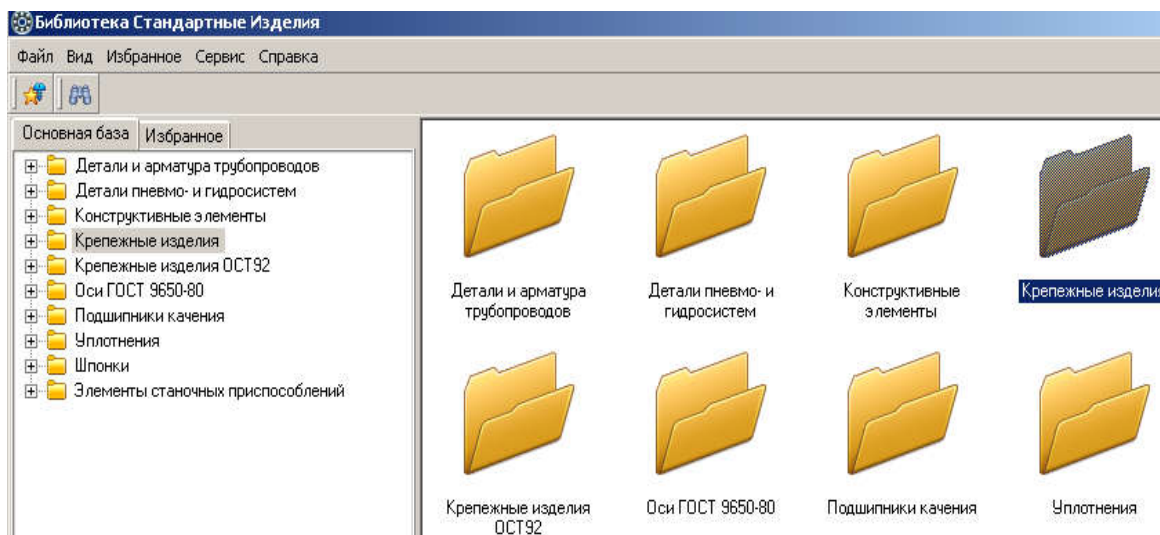 Библиотека Стандартные Изделия
Файл Вид Избранное Сервис Справка
Основная база Избранное
Детали и арматура трубопроводов
Детали пневмо- и гидросистем
Конструктивные элементы
Крепежные изделия
Крепежные изделия ОСТ92
Оси ГОСТ 9650-80
Подшипники качения
Уплотнения
Шпонки
Элементы станочных приспособлений
Детали и арматура
трубопроводов
Детали пневмо- и
гидросистем
Конструктивные
элементы
Крепежные изделия
Крепежные изделия
ОСТ92
Оси ГОСТ 9650-80
Подшипники качения
Уплотнения